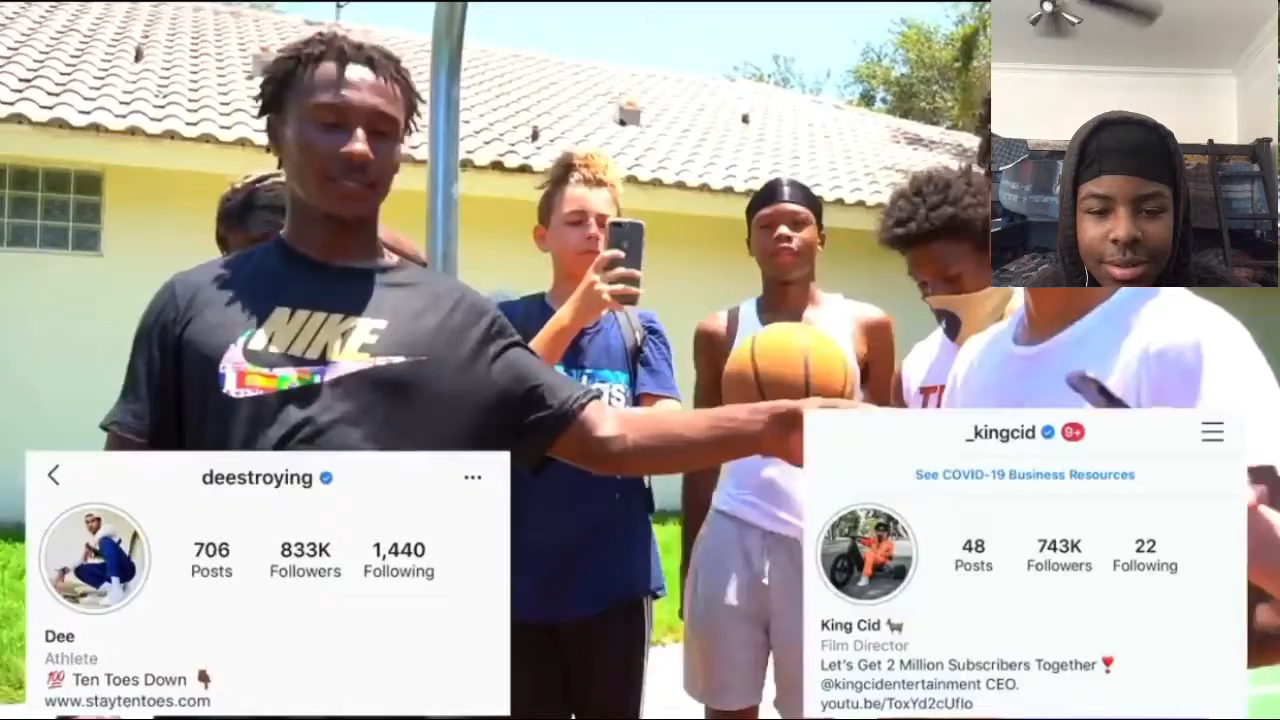 NIKE
_kingcid 9+
See COVID-19 Business Resources
48 743K 22
Posts Followers Following
King Cid
Film Director
Let's Get 2 Million Subscribers Together❣️
@kingcidentertainment CEO.
youtu.be/ToxYd2cUflo
deestroying
706 833K 1,440
Posts Followers Following
Dee
Athlete
💯 Ten Toes Down 👇🏿
www.staytentoes.com